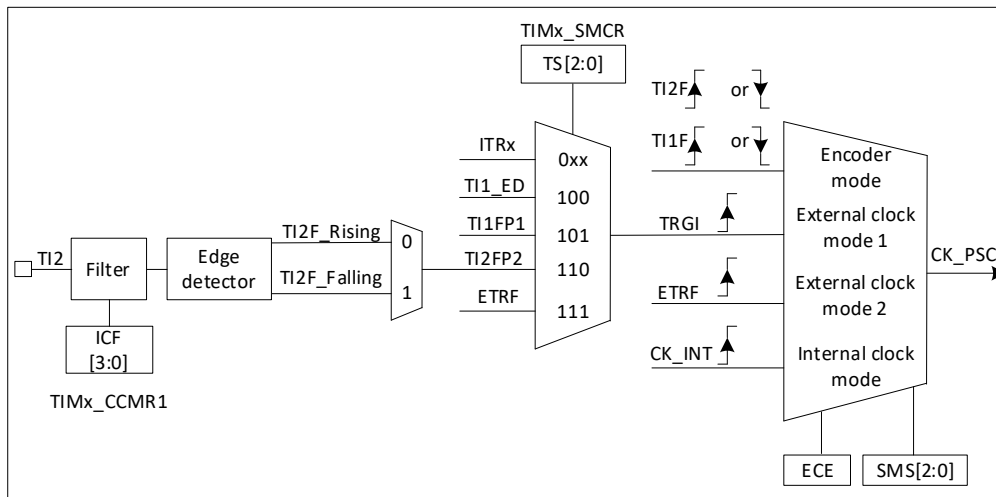 TIMx_SMCR
TS[2:0]
TI2F or
TI1F or
ITRx 0xx
TI1_ED 100
TI1FP1 101
TI2FP2 110
ETRF 111
Encoder
mode
TRGI
External clock
mode 1
ETRF
External clock
mode 2
CK_INT
Internal clock
mode
CK_PSC
TI2
Filter
Edge
detector
TI2F_Rising 0
TI2F_Falling 1
ICF
[3:0]
TIMx_CCMR1
ECE
SMS[2:0]